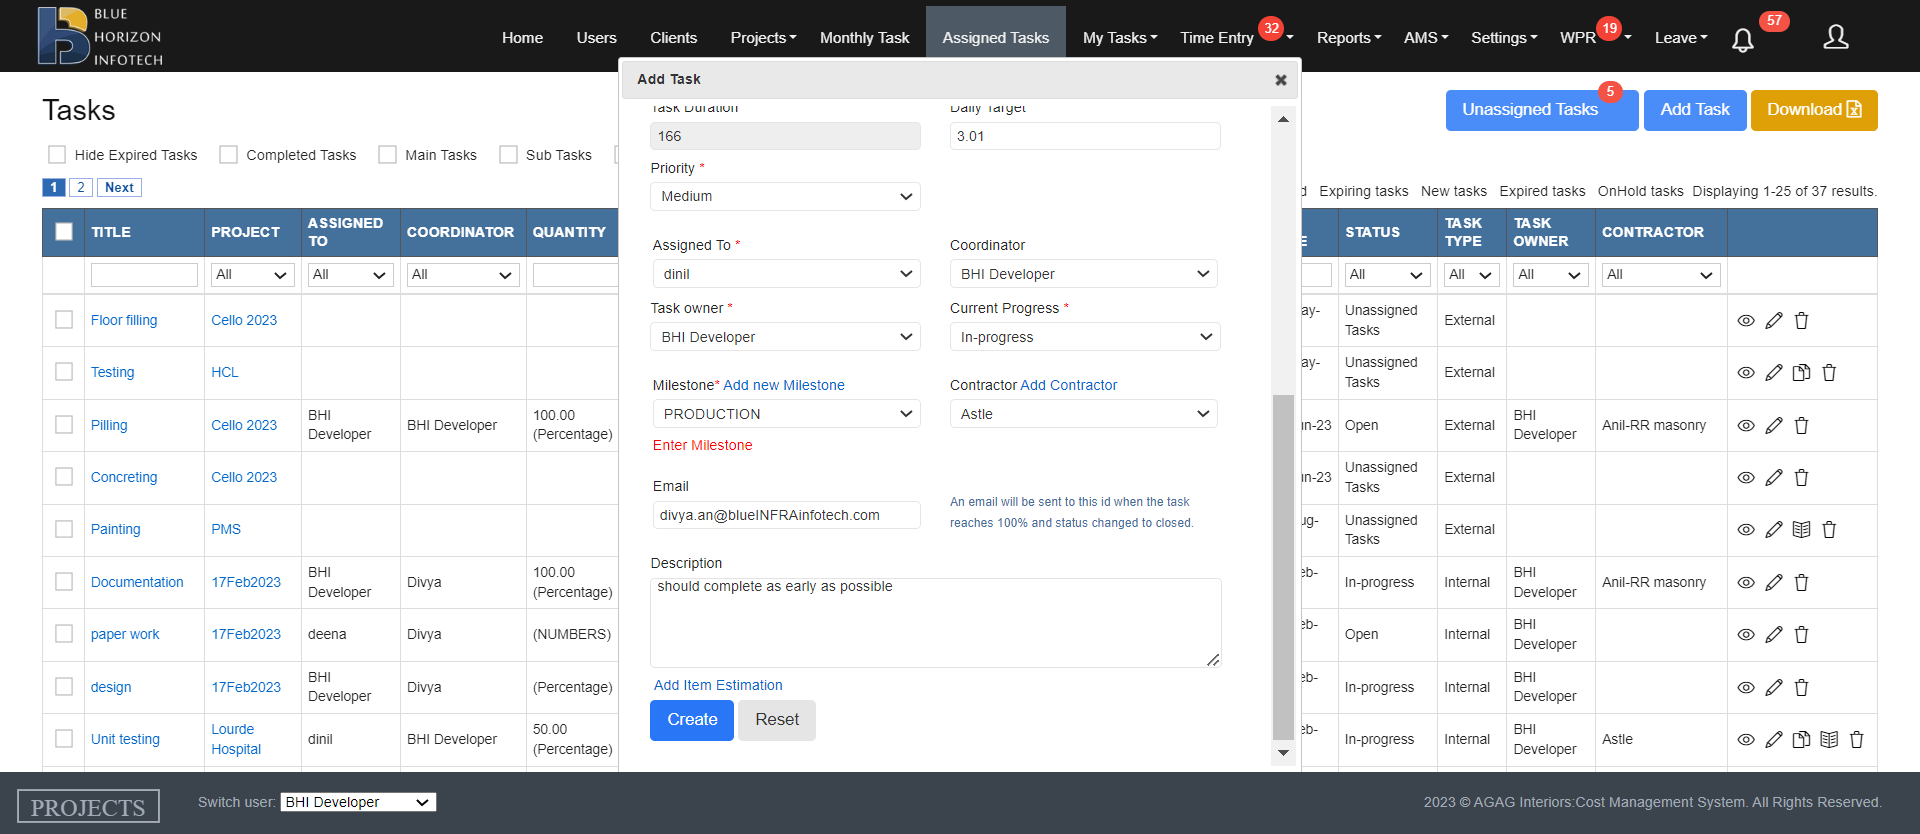 BLUE
HORIZON
INFOTECH
Home Users Clients Projects Monthly Task Assigned Tasks My Tasks Time Entry 32 Reports AMS Settings WPR 19 Leave 57
Add Task
Tasks
Unassigned Tasks 5 Add Task Download
Hide Expired Tasks Completed Tasks Main Tasks Sub Tasks
1 2 Next
d Expiring tasks New tasks Expired tasks OnHold tasks Displaying 1-25 of 37 results.
Task Duration Daily Target
166 3.01
Priority *
Medium
Assigned To * Coordinator
dinil BHI Developer
Task owner * Current Progress *
BHI Developer In-progress
Milestone* Add new Milestone Contractor Add Contractor
PRODUCTION Astle
Enter Milestone
Email
divya.an@blueINFRAinfotech.com
An email will be sent to this id when the task
reaches 100% and status changed to closed.
Description
should complete as early as possible
Add Item Estimation
Create Reset
TITLE PROJECT ASSIGNED TO COORDINATOR QUANTITY E STATUS TASK TYPE TASK OWNER CONTRACTOR
All All All All All All All
Floor filling Cello 2023 ay- Unassigned Tasks External
Testing HCL ay- Unassigned Tasks External
Pilling Cello 2023 BHI Developer BHI Developer 100.00 (Percentage) un-23 Open External BHI Developer Anil-RR masonry
Concreting Cello 2023 un-23 Unassigned Tasks External
Painting PMS ug- Unassigned Tasks External
Documentation 17Feb2023 BHI Developer Divya 100.00 (Percentage) eb- In-progress Internal BHI Developer Anil-RR masonry
paper work 17Feb2023 deena Divya (NUMBERS) eb- Open Internal BHI Developer
design 17Feb2023 BHI Developer Divya (Percentage) eb- In-progress Internal BHI Developer
Unit testing Lourde Hospital dinil BHI Developer 50.00 (Percentage) eb- In-progress Internal BHI Developer Astle
PROJECTS Switch user: BHI Developer 2023 © AGAG Interiors:Cost Management System. All Rights Reserved.